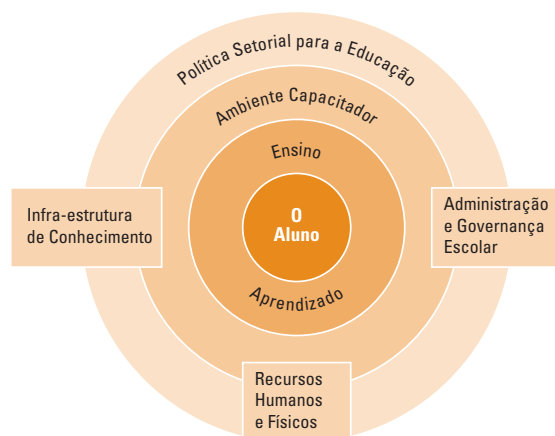 Política Setorial para a Educação
Ambiente Capacitador
Ensino
O
Aluno
Aprendizado
Infra-estrutura
de Conhecimento
Administração
e Governança
Escolar
Recursos
Humanos
e Físicos